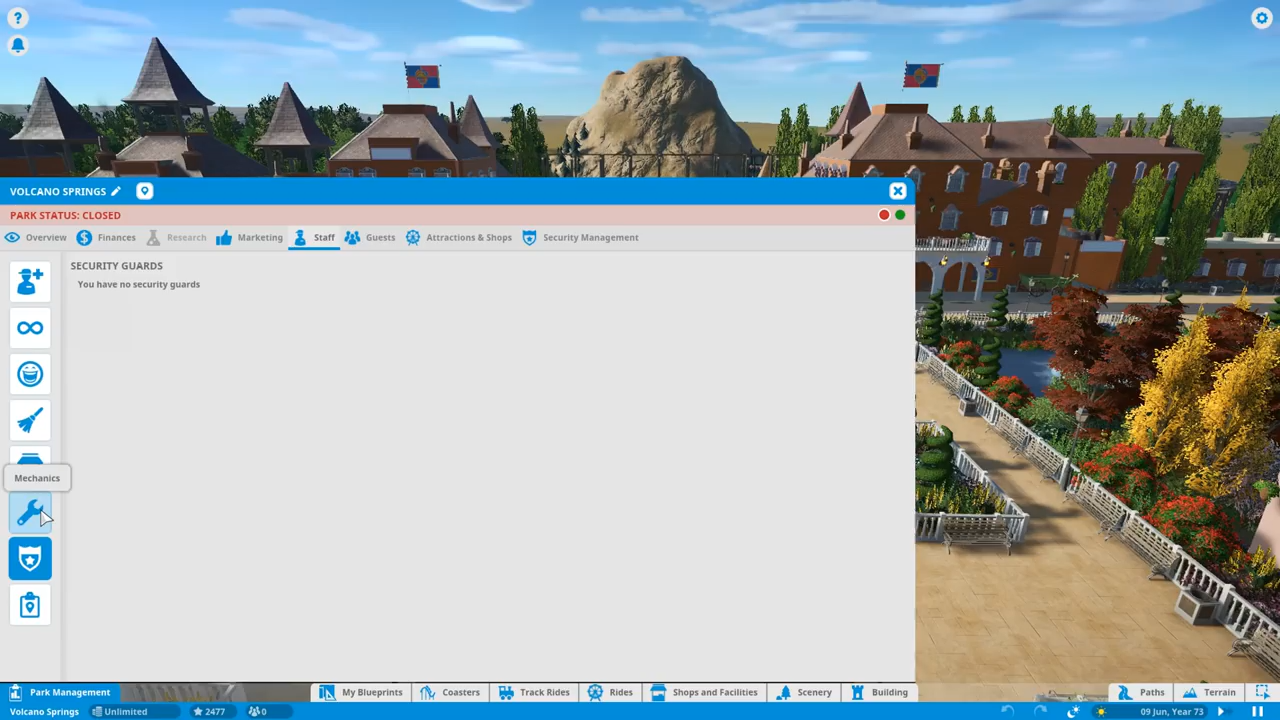 ?
VOLCANO SPRINGS
PARK STATUS: CLOSED
Overview Finances Research Marketing Staff Guests Attractions & Shops Security Management
SECURITY GUARDS
You have no security guards
Mechanics
Park Management My Blueprints Coasters Track Rides Rides Shops and Facilities Scenery Building Paths Terrain
Volcano Springs Unlimited 2477 0 09 Jun, Year 73